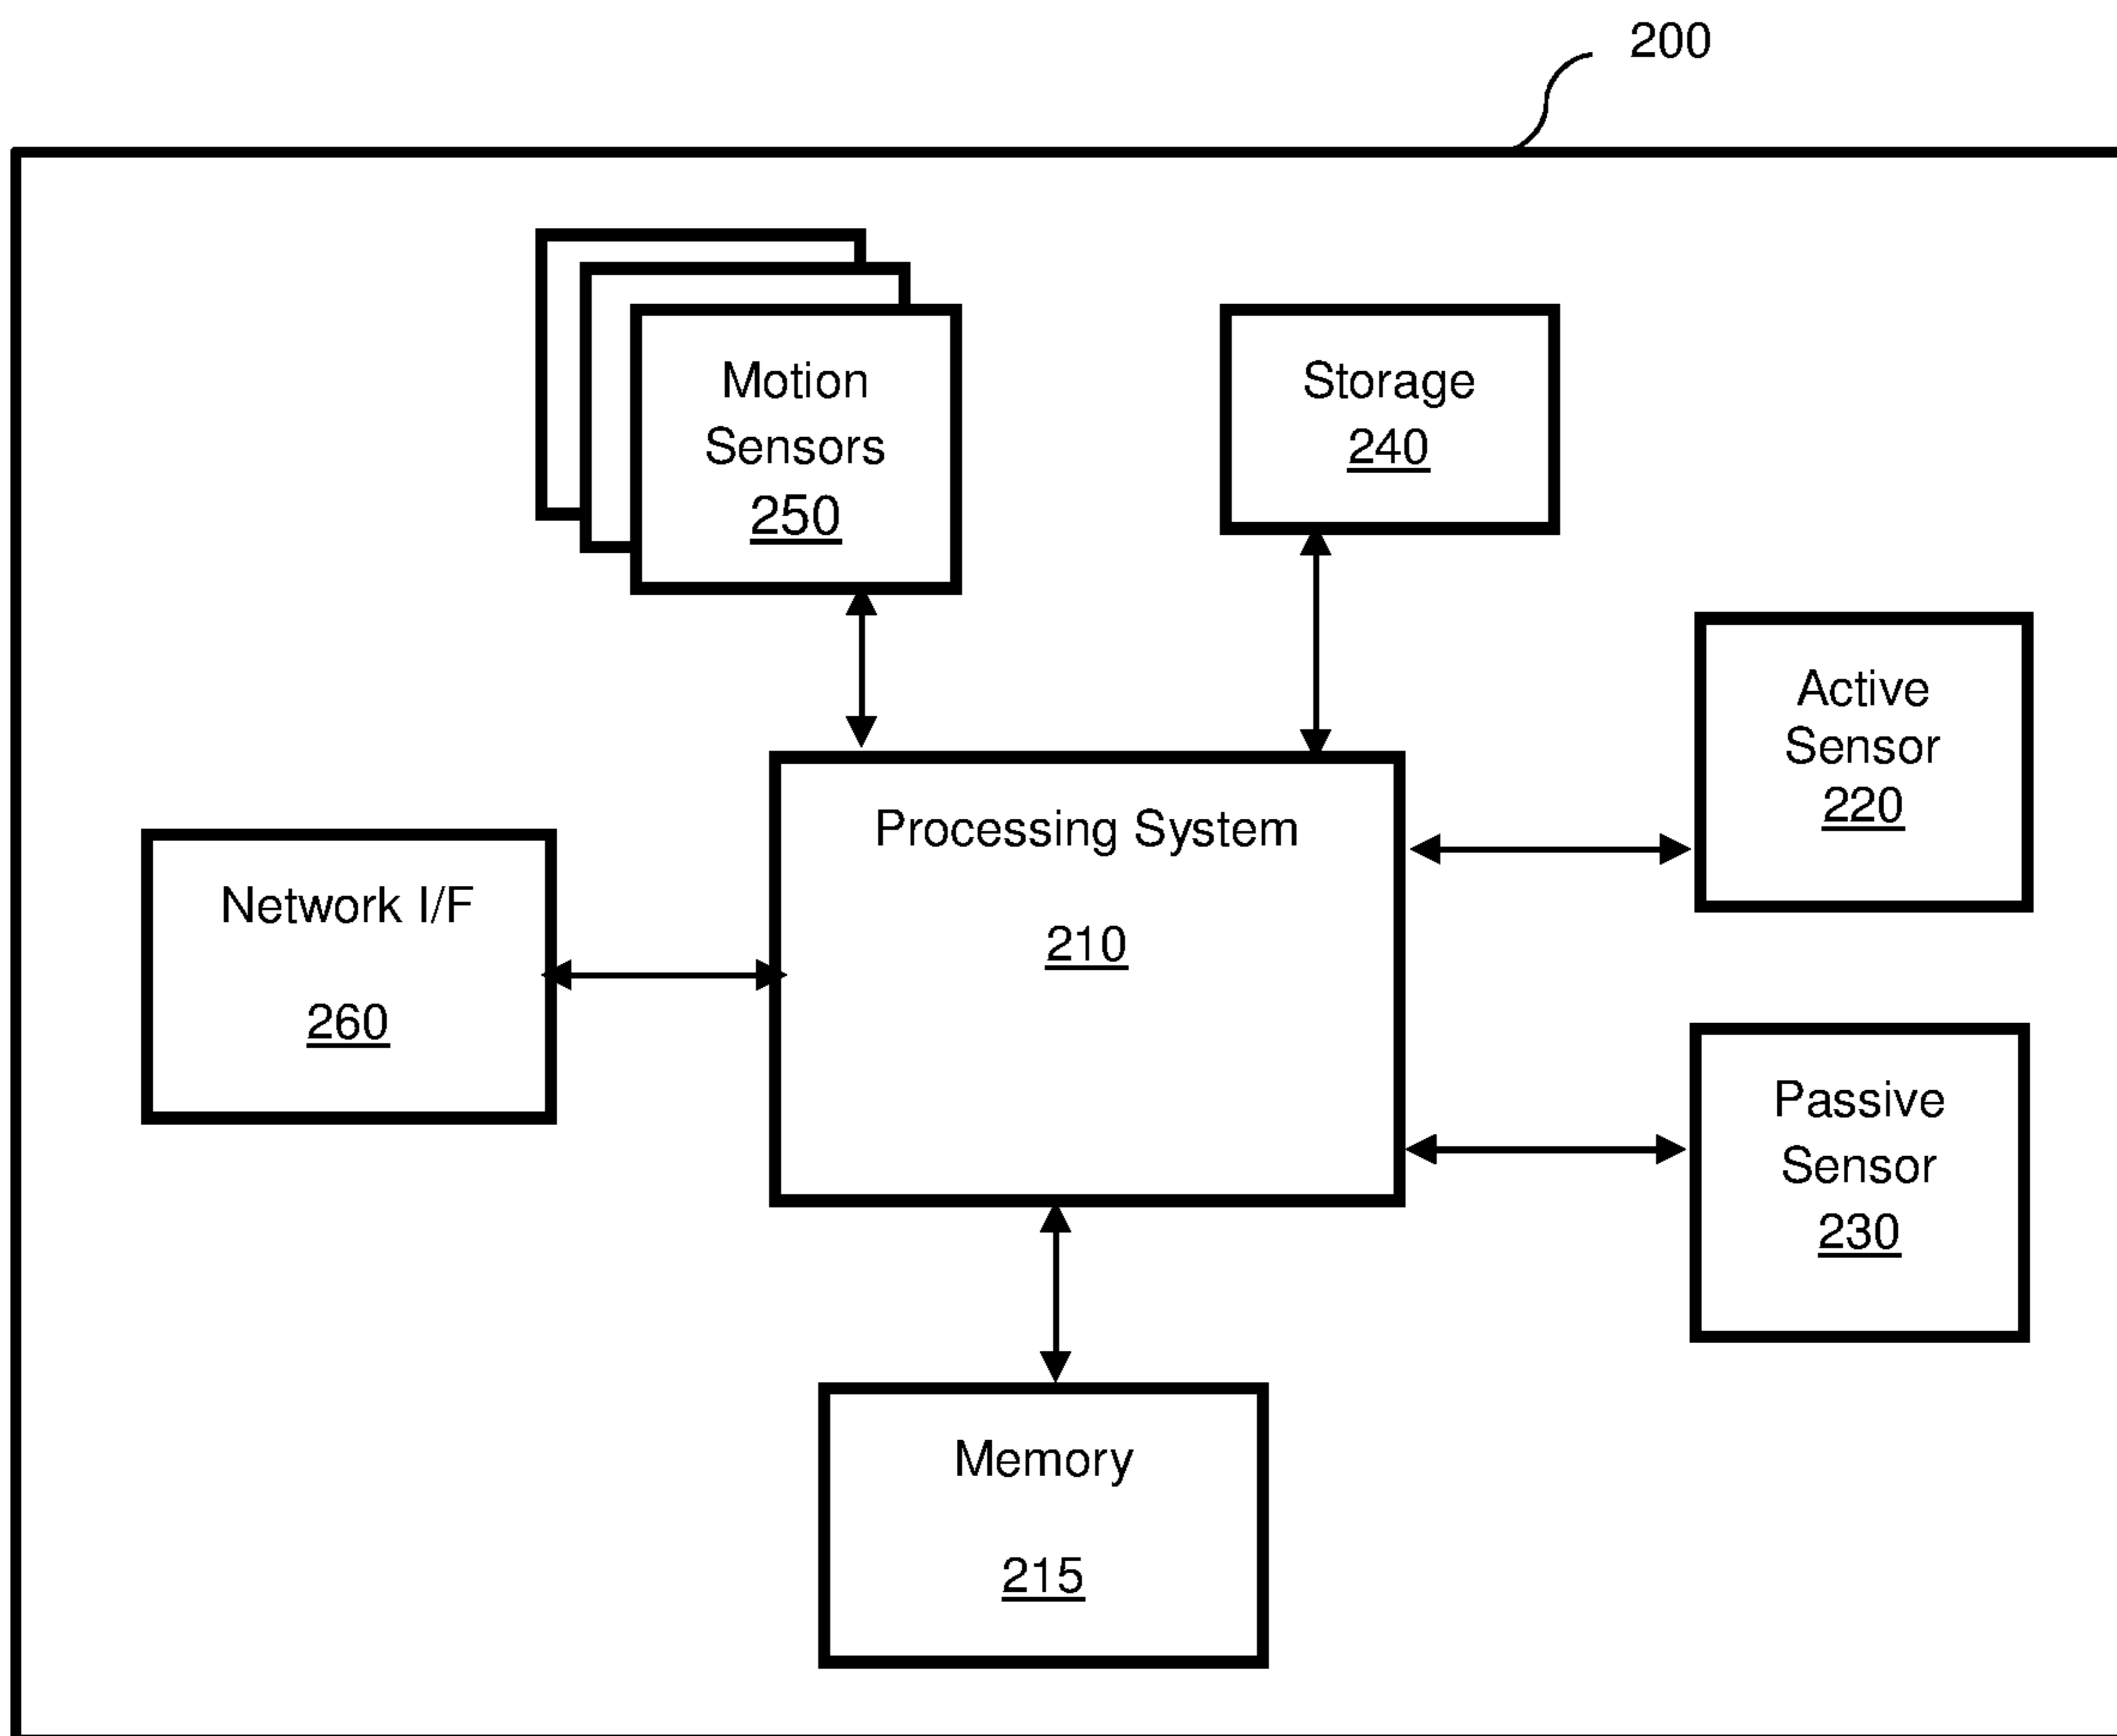 200
Motion
Sensors
250
Storage
240
Active
Sensor
220
Processing System
210
Network I/F
260
Passive
Sensor
230
Memory
215